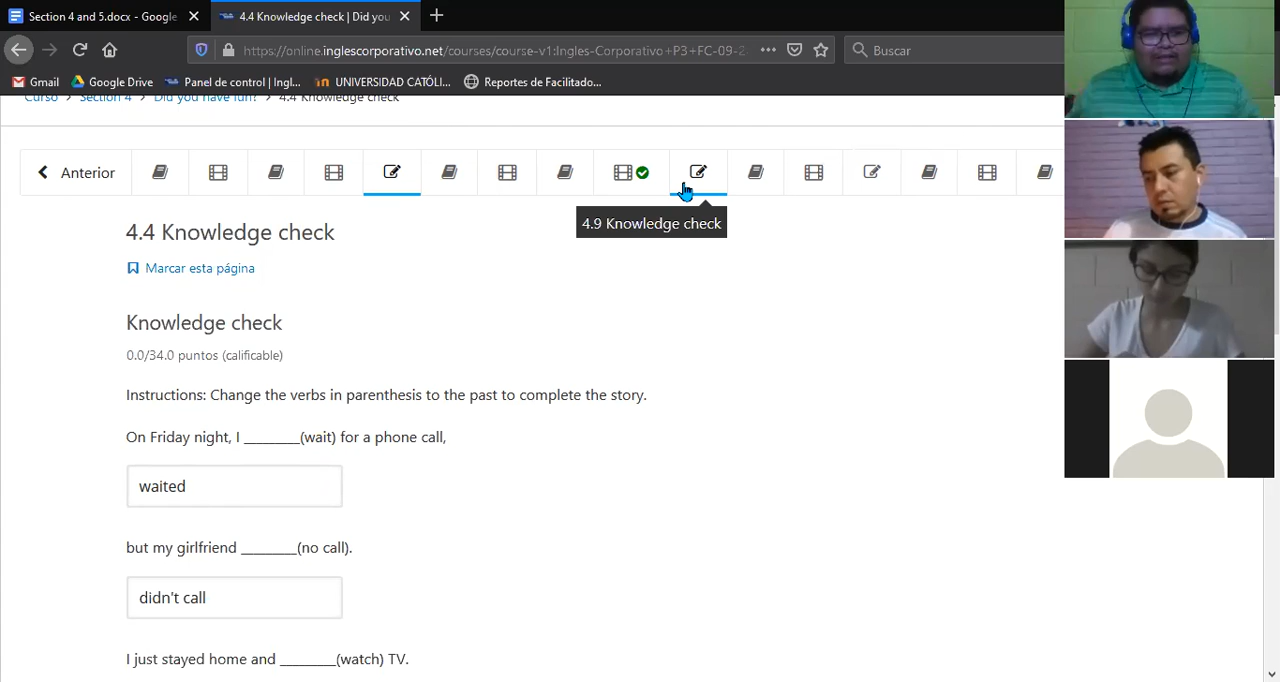 Section 4 and 5.docx - Google
4.4 Knowledge check | Did you
https://online.inglescorporativo.net/courses/course-v1:Ingles-Corporativo+P3+FC-09-2
Buscar
Gmail
Google Drive
Panel de control | Ingl...
in UNIVERSIDAD CATÓLI...
Reportes de Facilitado...
Curso > Section 4 > Did you have fun? > 4.4 Knowledge check
Anterior
4.9 Knowledge check
4.4 Knowledge check
Marcar esta página
Knowledge check
0.0/34.0 puntos (calificable)
Instructions: Change the verbs in parenthesis to the past to complete the story.
On Friday night, I ________(wait) for a phone call,
waited
but my girlfriend ________(no call).
didn't call
I just stayed home and ________(watch) TV.